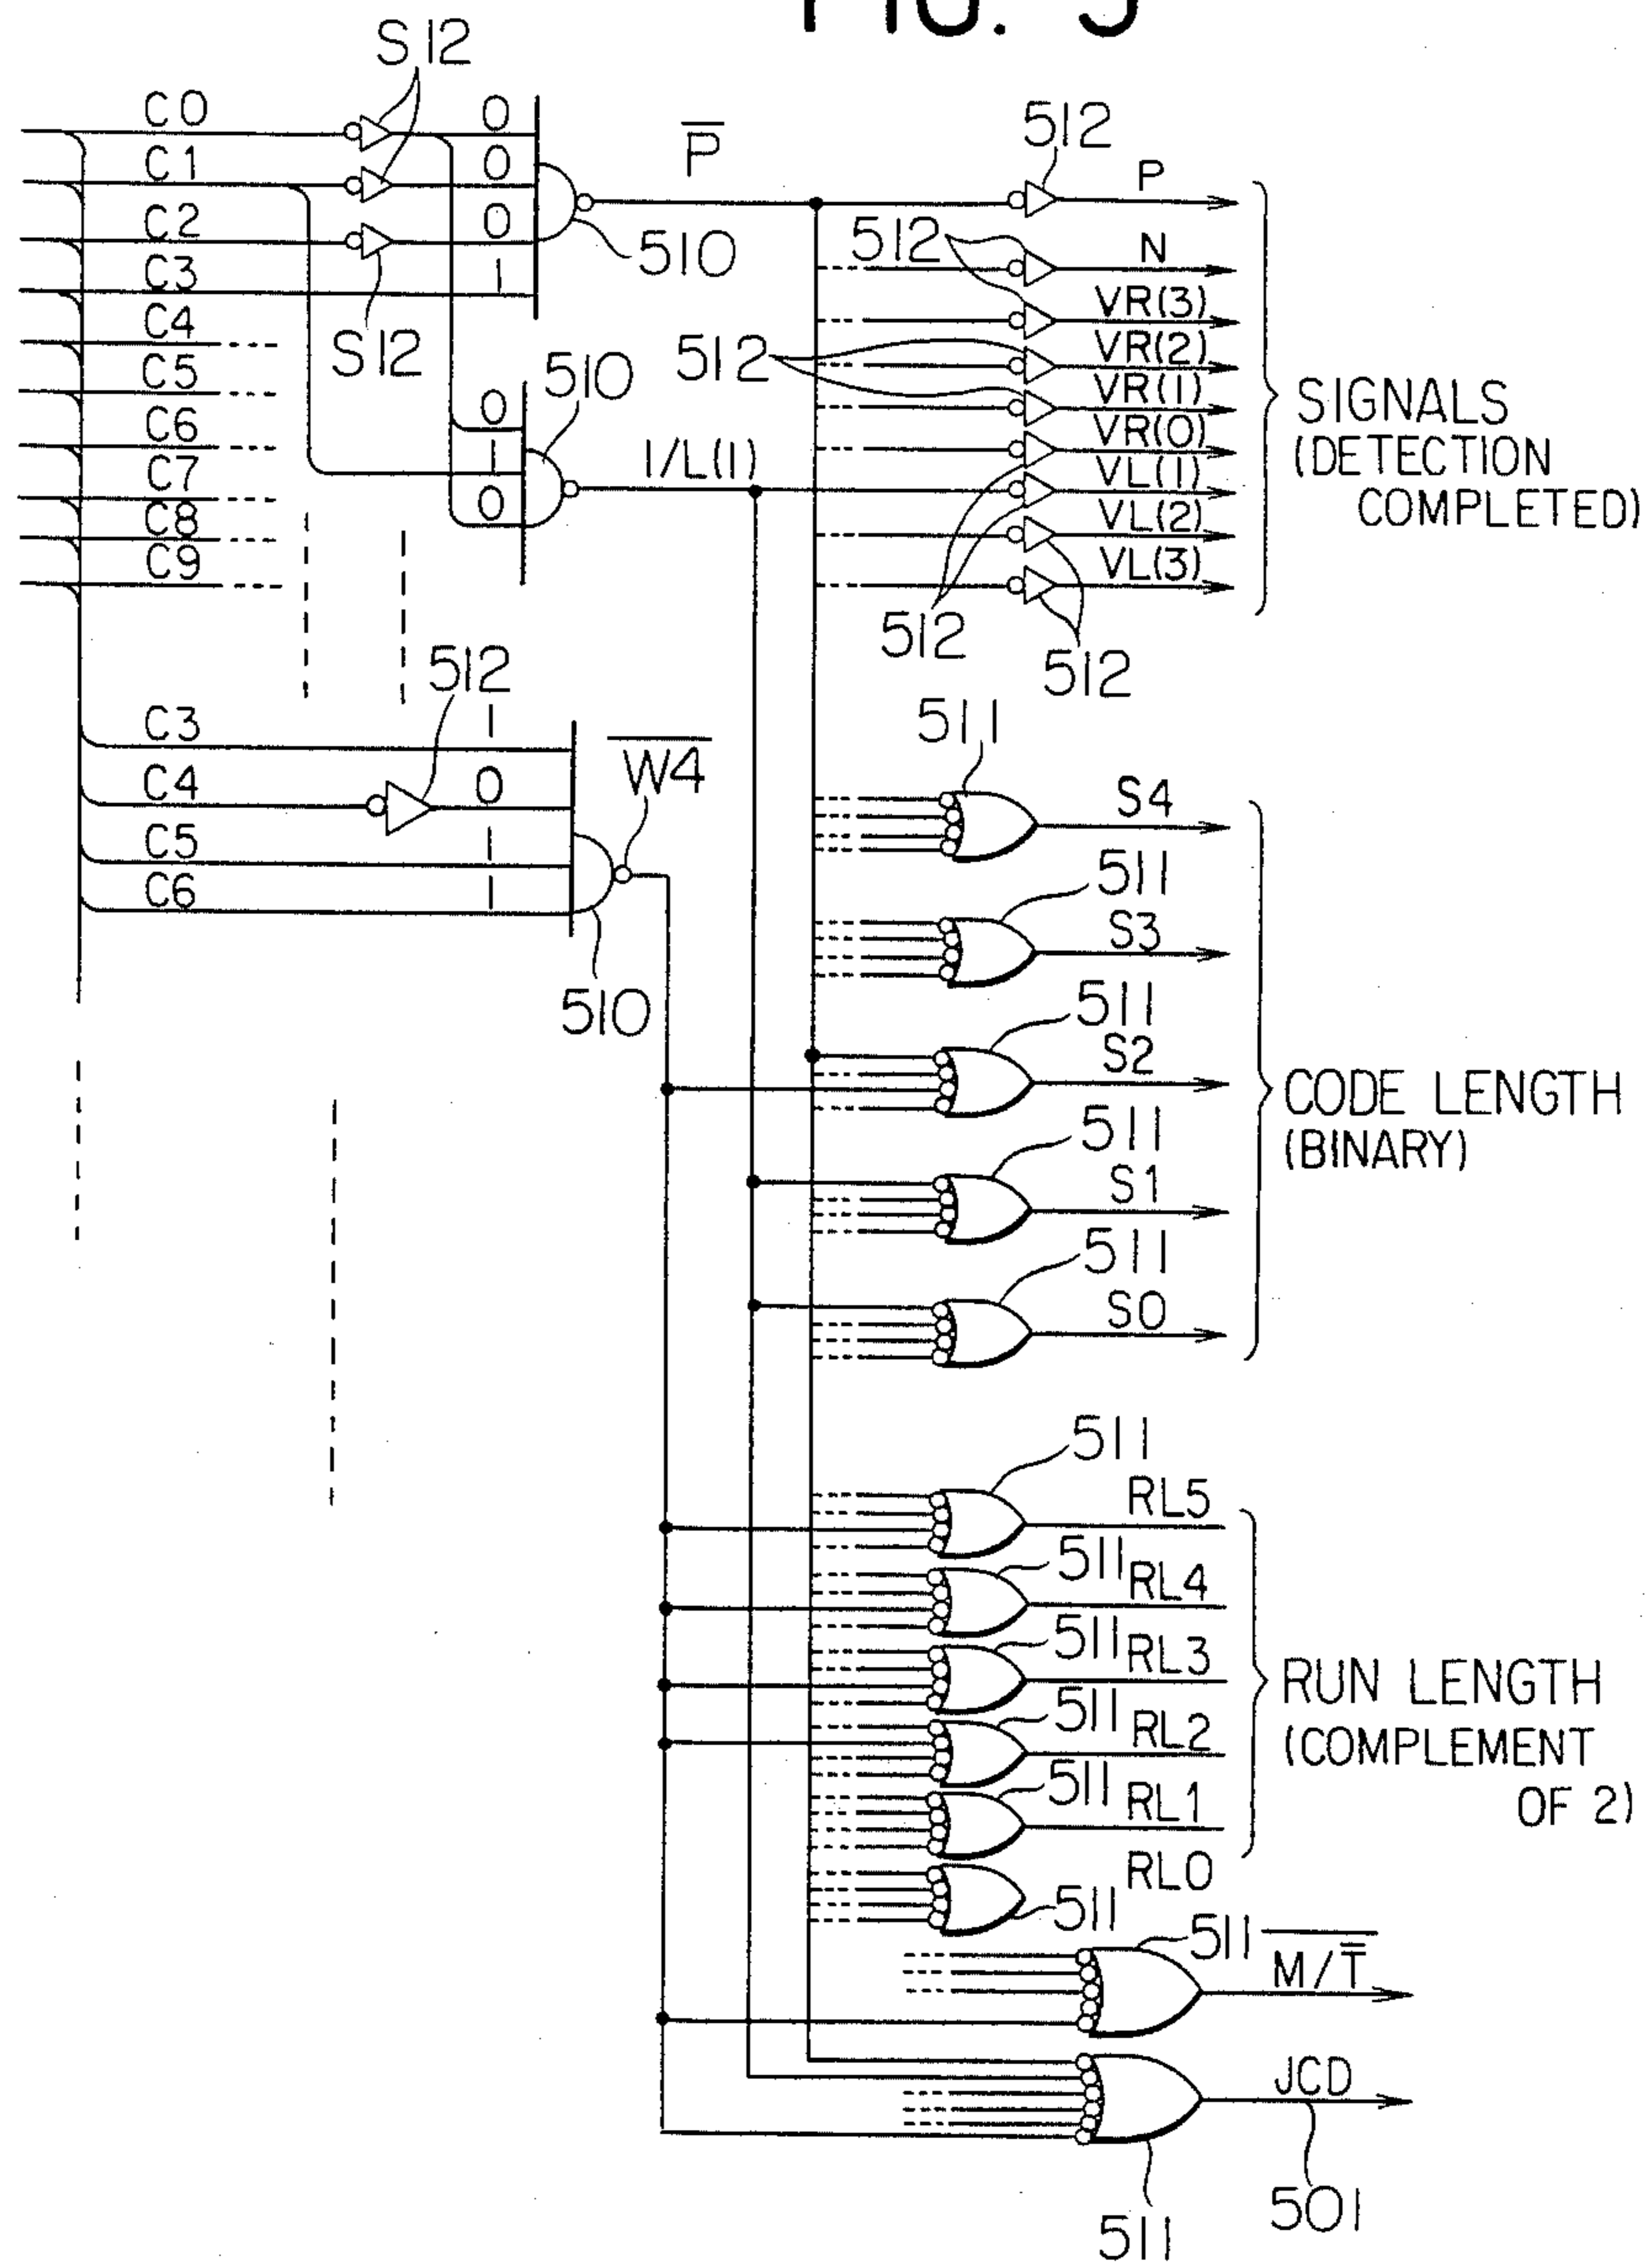 FIG. 5
S12
C0
0
C1
0
C2
0
C3
1
C4
C5
C6
C7
C8
C9
S12
P̅
510
512
P
512
N
VR(3)
512
VR(2)
VR(1)
VR(0)
VL(1)
VL(2)
VL(3)
512
512
SIGNALS
(DETECTION
COMPLETED)
510
0
1
0
1/L(1)
512
C3
1
C4
0
C5
1
C6
1
W̅4̅
510
511
S4
511
S3
511
S2
511
S1
511
S0
CODE LENGTH
(BINARY)
511
RL5
511
RL4
511
RL3
511
RL2
511
RL1
RL0
511
RUN LENGTH
(COMPLEMENT
OF 2)
511
M̅/̅T̅
JCD
511
501